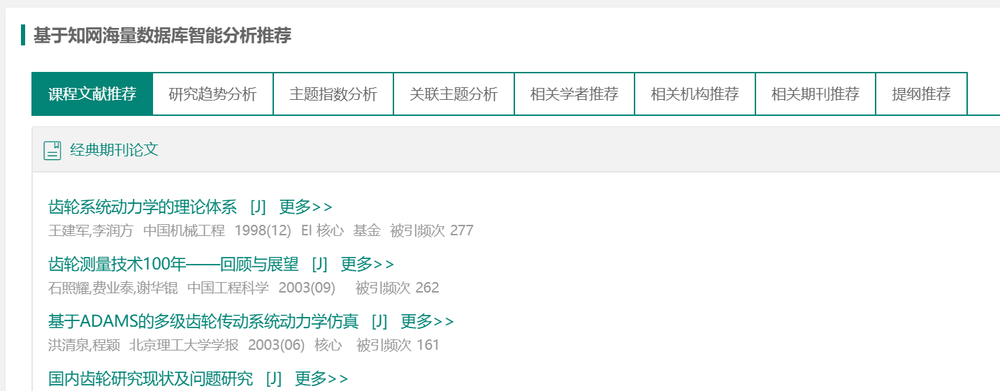 基于知网海量数据库智能分析推荐
课程文献推荐 研究趋势分析 主题指数分析 关联主题分析 相关学者推荐 相关机构推荐 相关期刊推荐 提纲推荐
经典期刊论文
齿轮系统动力学的理论体系 [J] 更多>>
王建军,李润方 中国机械工程 1998(12) EI 核心 基金 被引频次 277
齿轮测量技术100年——回顾与展望 [J] 更多>>
石照耀,费业泰,谢华锟 中国工程科学 2003(09) 被引频次 262
基于ADAMS的多级齿轮传动系统动力学仿真 [J] 更多>>
洪清泉,程颖 北京理工大学学报 2003(06) 核心 被引频次 161
国内齿轮研究现状及问题研究 [J] 更多>>